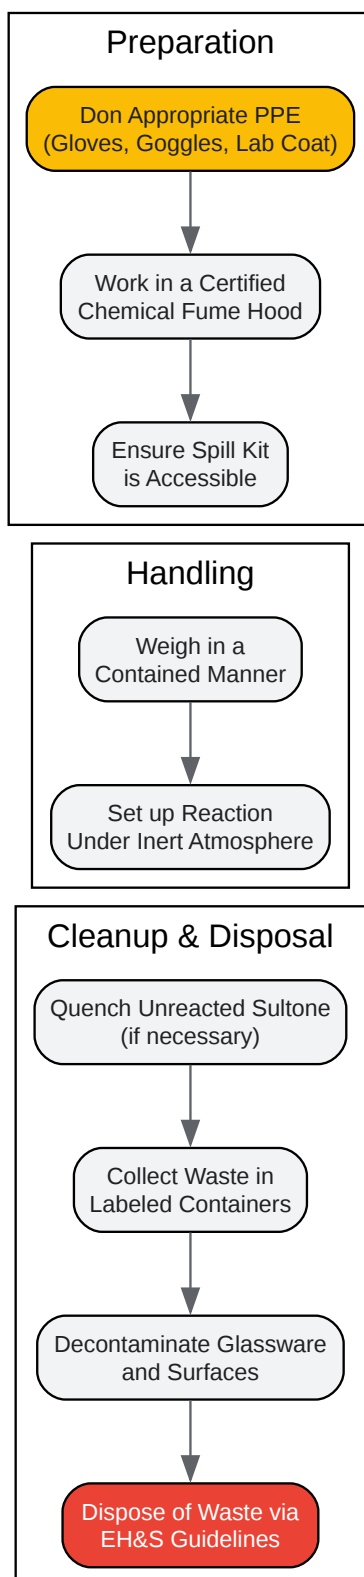 Preparation
Don Appropriate PPE
(Gloves, Goggles, Lab Coat)
Work in a Certified
Chemical Fume Hood
Ensure Spill Kit
is Accessible
Handling
Weigh in a
Contained Manner
Set up Reaction
Under Inert Atmosphere
Cleanup & Disposal
Quench Unreacted Sultone
(if necessary)
Collect Waste in
Labeled Containers
Decontaminate Glassware
and Surfaces
Dispose of Waste via
EH&S Guidelines